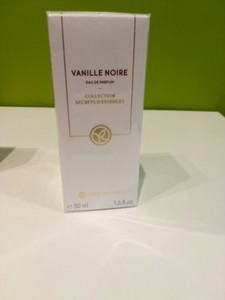 VANILLE NOIRE
EAU DE PARFUM
COLLECTION
SECRETS D'ESSENCES
e 50 ml 1.6 fl.oz.